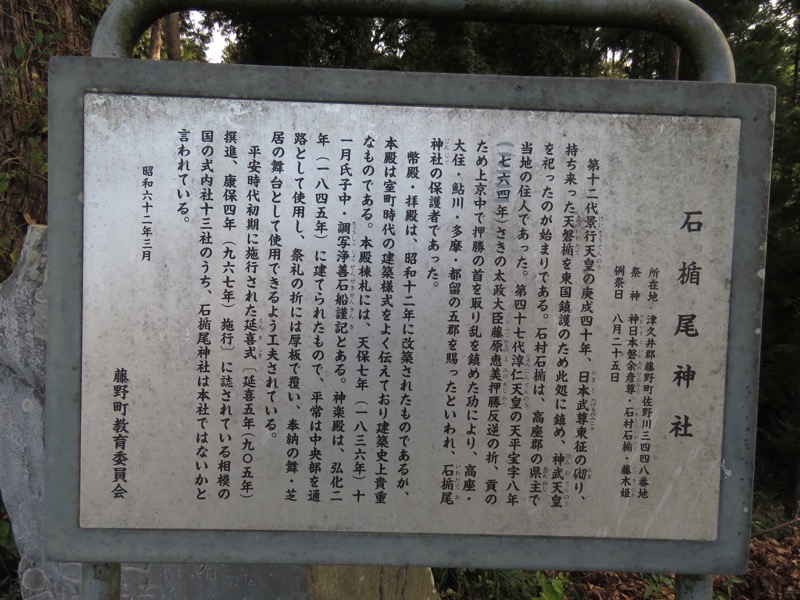 石楯尾神社
所在地 津久井郡藤野町佐野川三四四八番地
祭神 神日本磐余彦尊・石村石楯・藤木姫
例祭日 八月二十五日
第十二代景行天皇の庚戌四十年、日本武尊東征の砌り、
持ち来った天磐楯を東国鎮護のため此処に鎮め、神武天皇
を祀ったのが始まりである。石村石楯は、高座郡の県主で
当地の住人であった。第四十七代淳仁天皇の天平宝字八年
(七六四年)さきの太政大臣藤原恵美押勝反逆の折、貢の
ため上京中で押勝の首を取り乱を鎮めた功により、高座・
大住・鮎川・多摩・都留の五郡を賜ったといわれ、石楯尾
神社の保護者であった。
幣殿・拝殿は、昭和十二年に改築されたものであるが、
本殿は室町時代の建築様式をよく伝えており建築史上貴重
なものである。本殿棟札には、天保七年(一八三六年)十
一月氏子中・調写浄善石船謹記とある。神楽殿は、弘化二
年(一八四五年)に建てられたもので、平常は中央部を通
路として使用し、祭礼の折には厚板で覆い、奉納の舞・芝
居の舞台として使用できるよう工夫されている。
平安時代初期に施行された延喜式〔延喜五年(九〇五年)
撰進、康保四年(九六七年)施行〕に誌されている相模の
国の式内社十三社のうち、石楯尾神社は本社ではないかと
言われている。
昭和六十二年三月
藤野町教育委員会